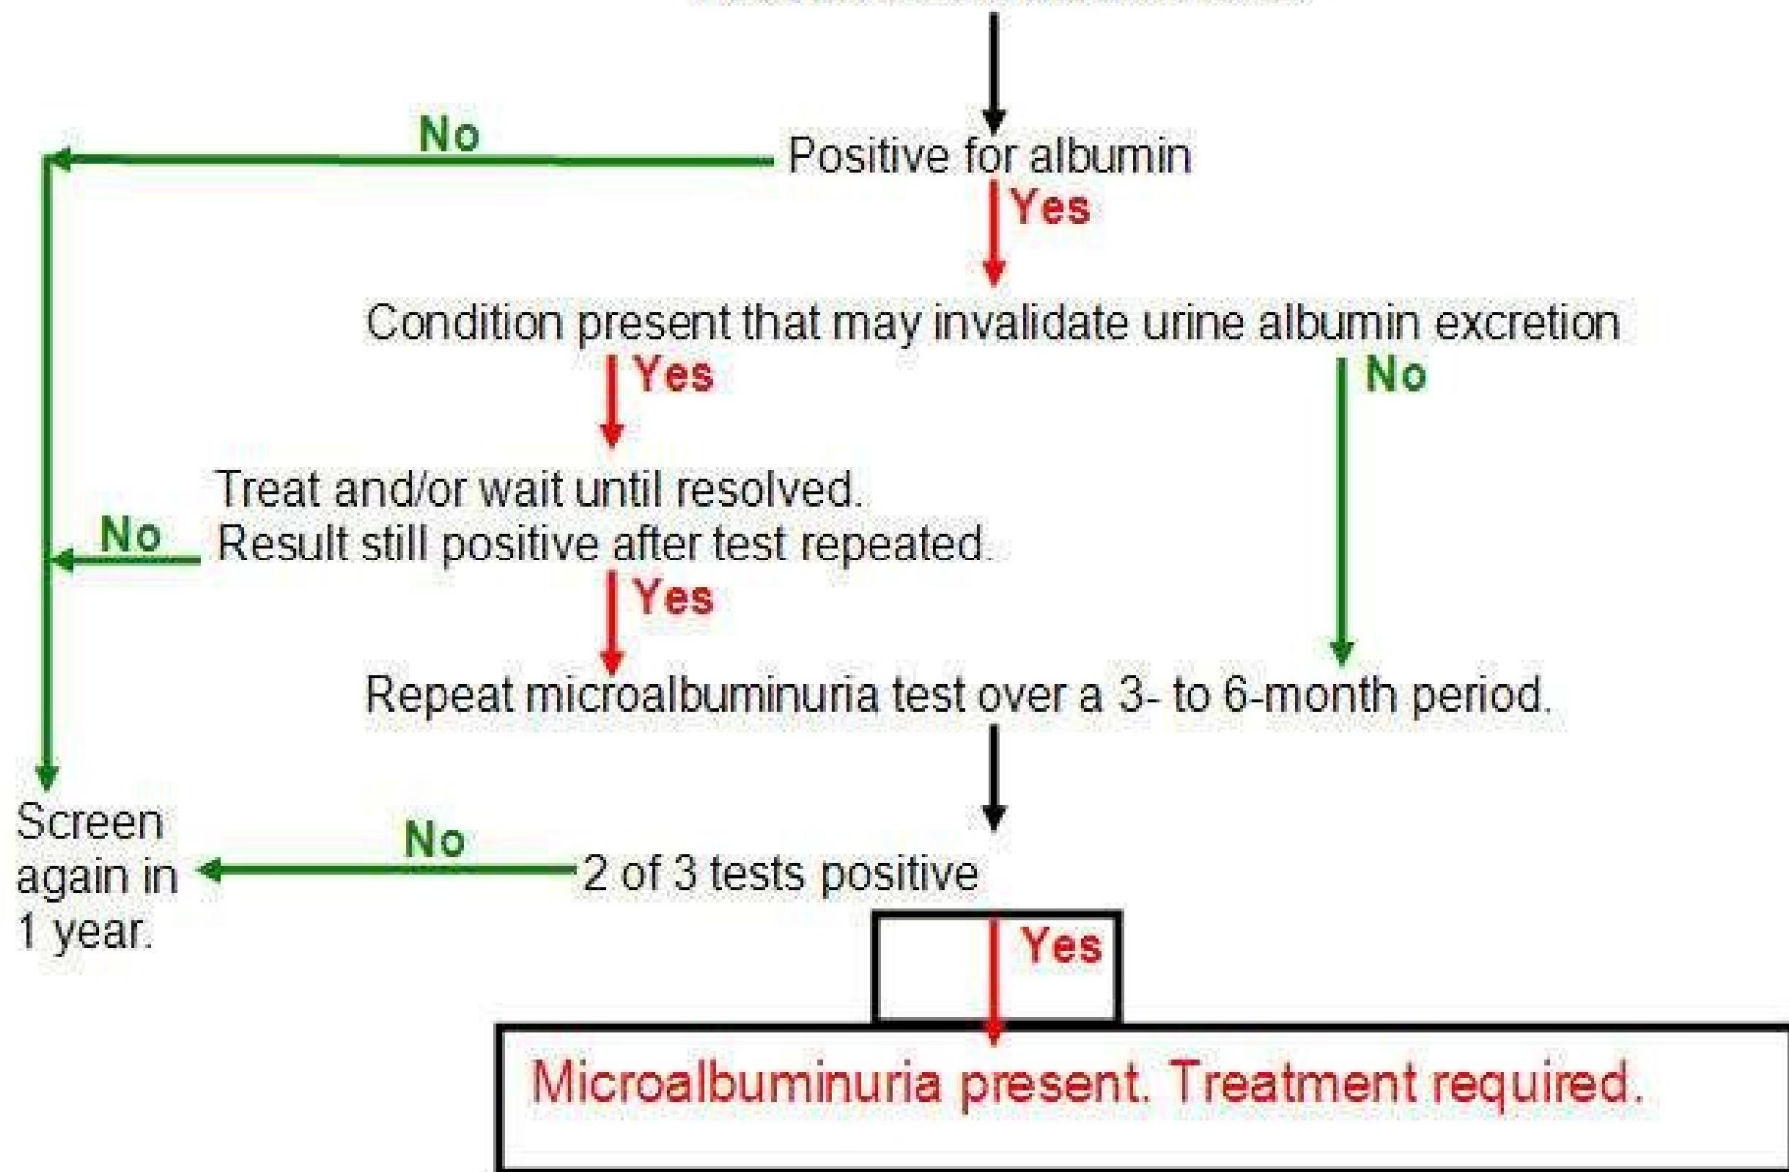 No
Positive for albumin
Yes
Condition present that may invalidate urine albumin excretion
Yes
No
Treat and/or wait until resolved.
No
Result still positive after test repeated.
Yes
Repeat microalbuminuria test over a 3- to 6-month period.
Screen
again in
1 year.
No
2 of 3 tests positive
Yes
Microalbuminuria present. Treatment required.